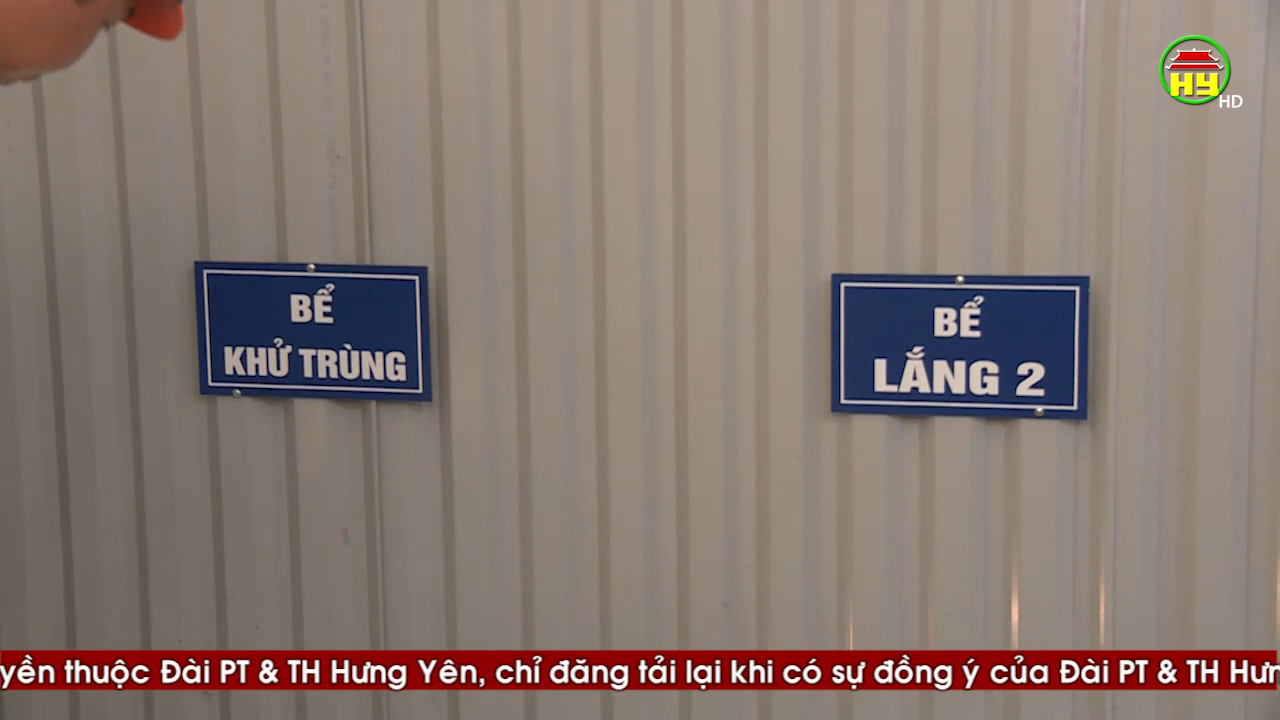 HY
HD
BỂ
KHỬ TRÙNG
BỂ
LẮNG 2
yền thuộc Đài PT & TH Hưng Yên, chỉ đăng tải lại khi có sự đồng ý của Đài PT & TH Hưn